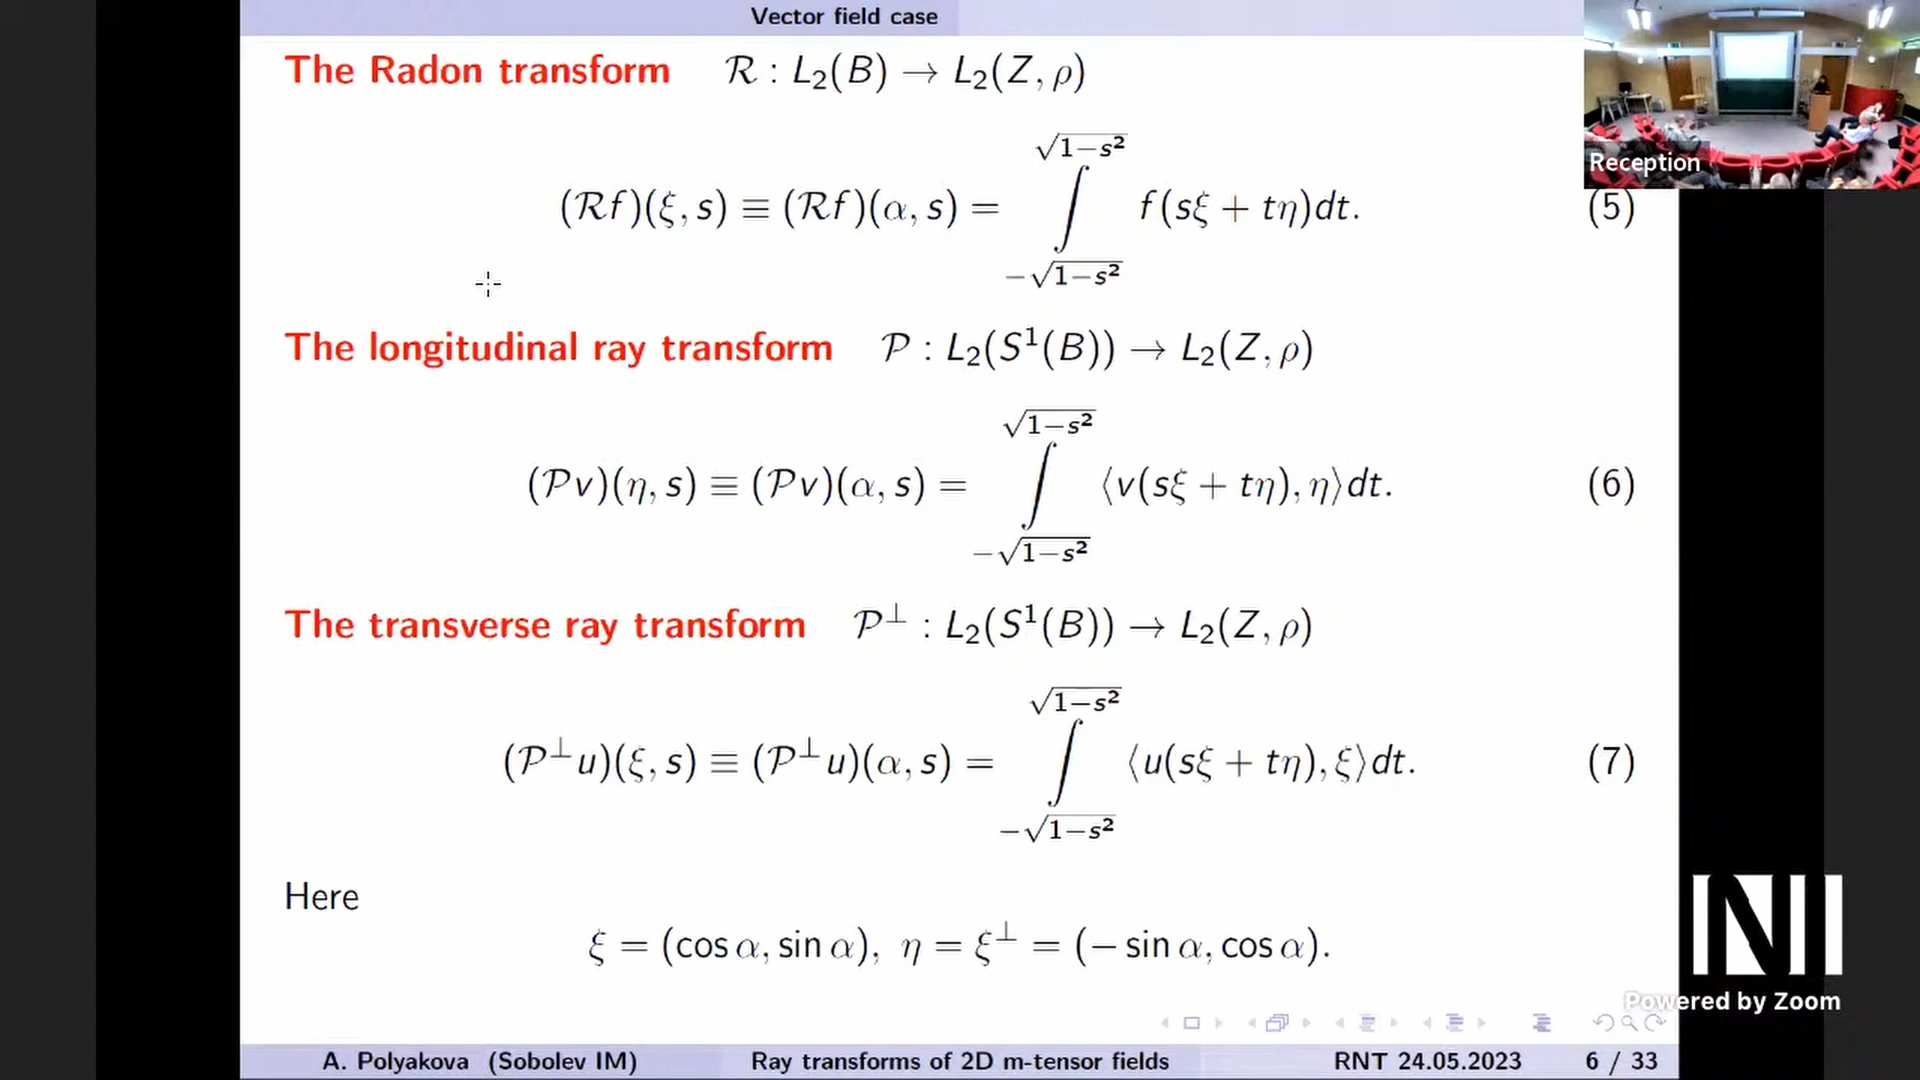 Vector field case
The Radon transform R : L₂(B) → L₂(Z, ρ)
(Rf)(ξ, s) ≡ (Rf)(α, s) = ∫_{−√1−s²}^{√1−s²} f(sξ + tη)dt. (5)
The longitudinal ray transform P : L₂(S¹(B)) → L₂(Z, ρ)
(Pv)(η, s) ≡ (Pv)(α, s) = ∫_{−√1−s²}^{√1−s²} ⟨v(sξ + tη), η⟩dt. (6)
The transverse ray transform P⊥ : L₂(S¹(B)) → L₂(Z, ρ)
(P⊥u)(ξ, s) ≡ (P⊥u)(α, s) = ∫_{−√1−s²}^{√1−s²} ⟨u(sξ + tη), ξ⟩dt. (7)
Here
ξ = (cos α, sin α), η = ξ⊥ = (− sin α, cos α).
A. Polyakova (Sobolev IM) Ray transforms of 2D m-tensor fields RNT 24.05.2023 6 / 33
Reception
NI
Powered by Zoom